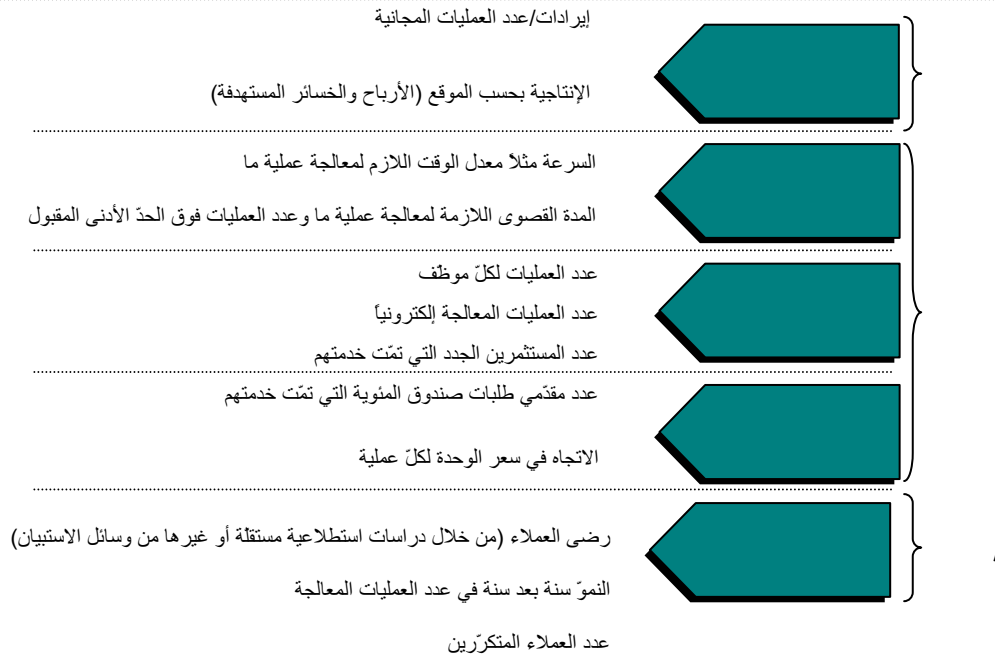 إيرادات/عدد العمليات المجانية
الإنتاجية بحسب الموقع (الأرباح والخسائر المستهدفة)
السرعة مثلاً معدل الوقت اللازم لمعالجة عملية ما
المدة القصوى اللازمة لمعالجة عملية ما وعدد العمليات فوق الحدّ الأدنى المقبول
عدد العمليات لكلّ موظّف
عدد العمليات المعالجة إلكترونياً
عدد المستثمرين الجدد التي تمّت خدمتهم
عدد مقدّمي طلبات صندوق المئوية التي تمّت خدمتهم
الاتجاه في سعر الوحدة لكلّ عملية
رضى العملاء (من خلال دراسات استطلاعية مستقلّة أو غيرها من وسائل الاستبيان)
النموّ سنة بعد سنة في عدد العمليات المعالجة
عدد العملاء المتكرّرين